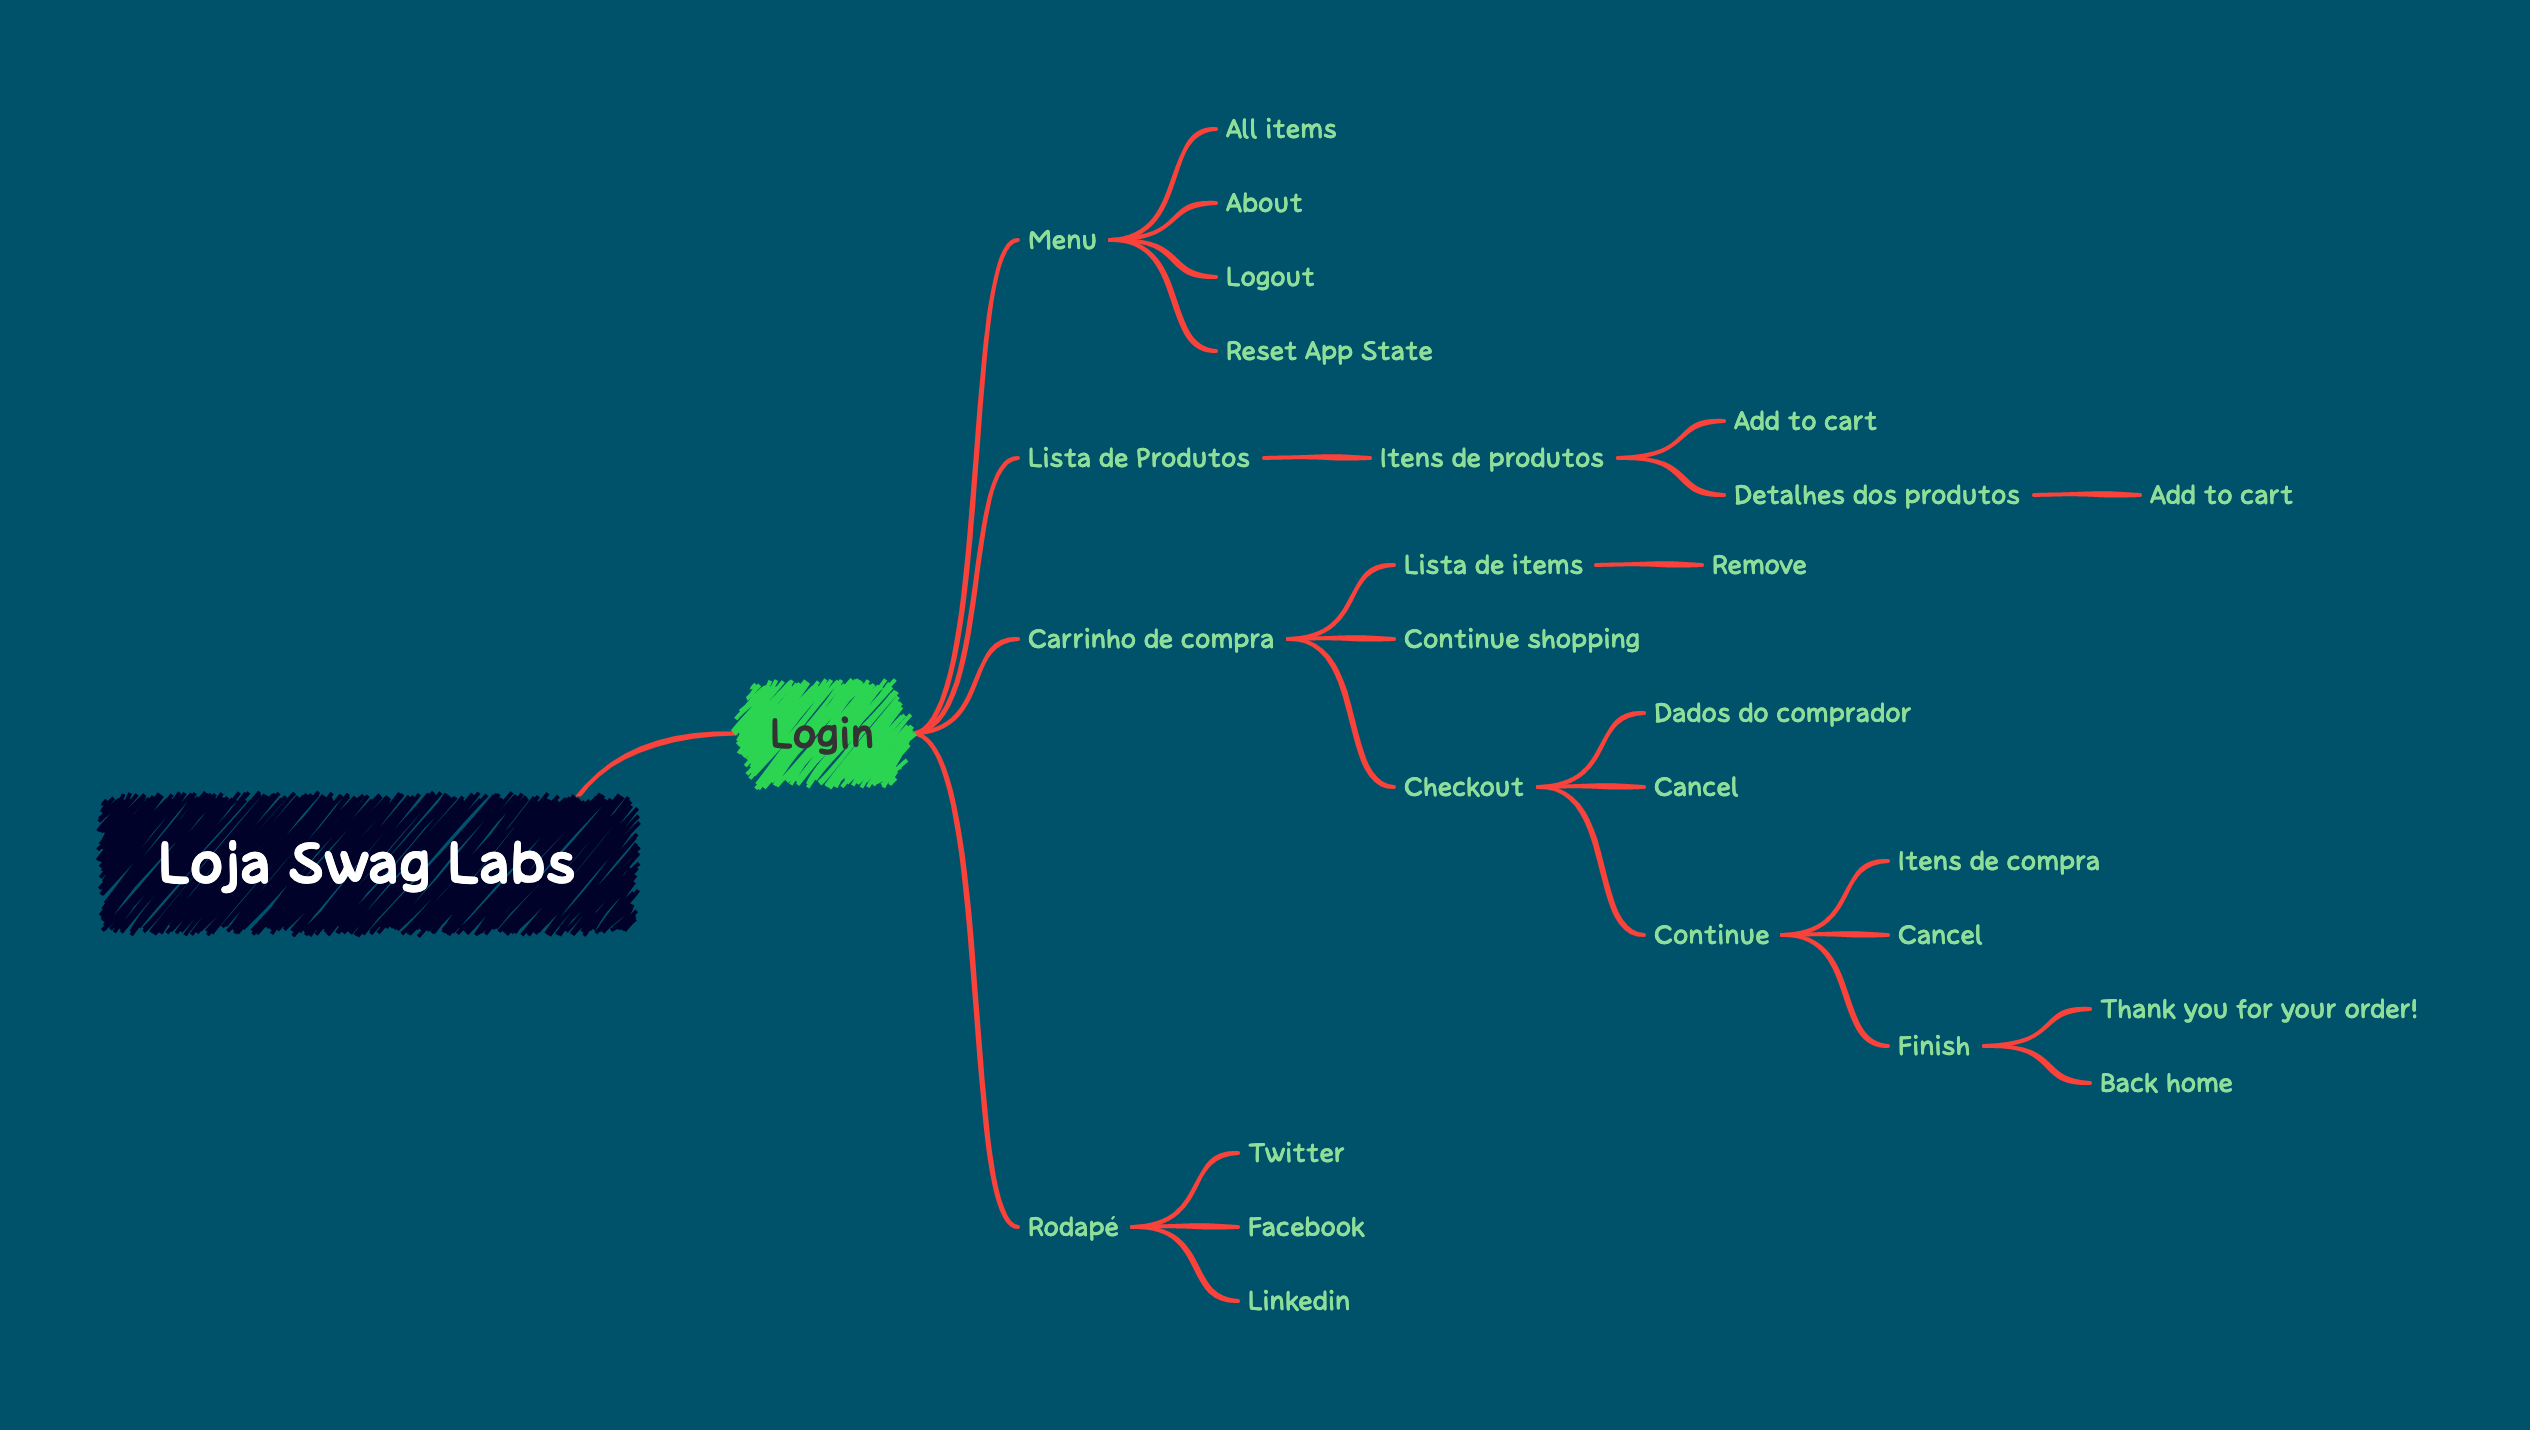 Loja Swag Labs
Login
Menu
All items
About
Logout
Reset App State
Lista de Produtos
Itens de produtos
Add to cart
Detalhes dos produtos
Add to cart
Carrinho de compra
Lista de items
Remove
Continue shopping
Checkout
Dados do comprador
Cancel
Continue
Itens de compra
Cancel
Finish
Thank you for your order!
Back home
Rodapé
Twitter
Facebook
Linkedin